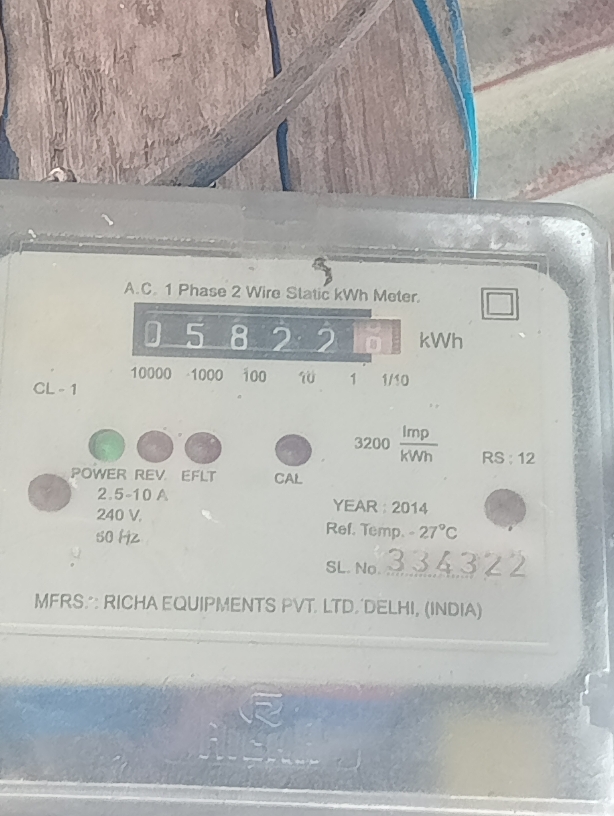 A.C. 1 Phase 2 Wire Static kWh Meter.
0 5 8 2 2 kWh
10000 1000 100 10 1 1/10
CL - 1
3200 Imp/kWh
RS : 12
POWER REV. EFLT CAL
2.5-10 A
240 V.
50 Hz
YEAR : 2014
Ref. Temp. - 27°C
SL. No. 334322
MFRS. : RICHA EQUIPMENTS PVT. LTD. DELHI, (INDIA)